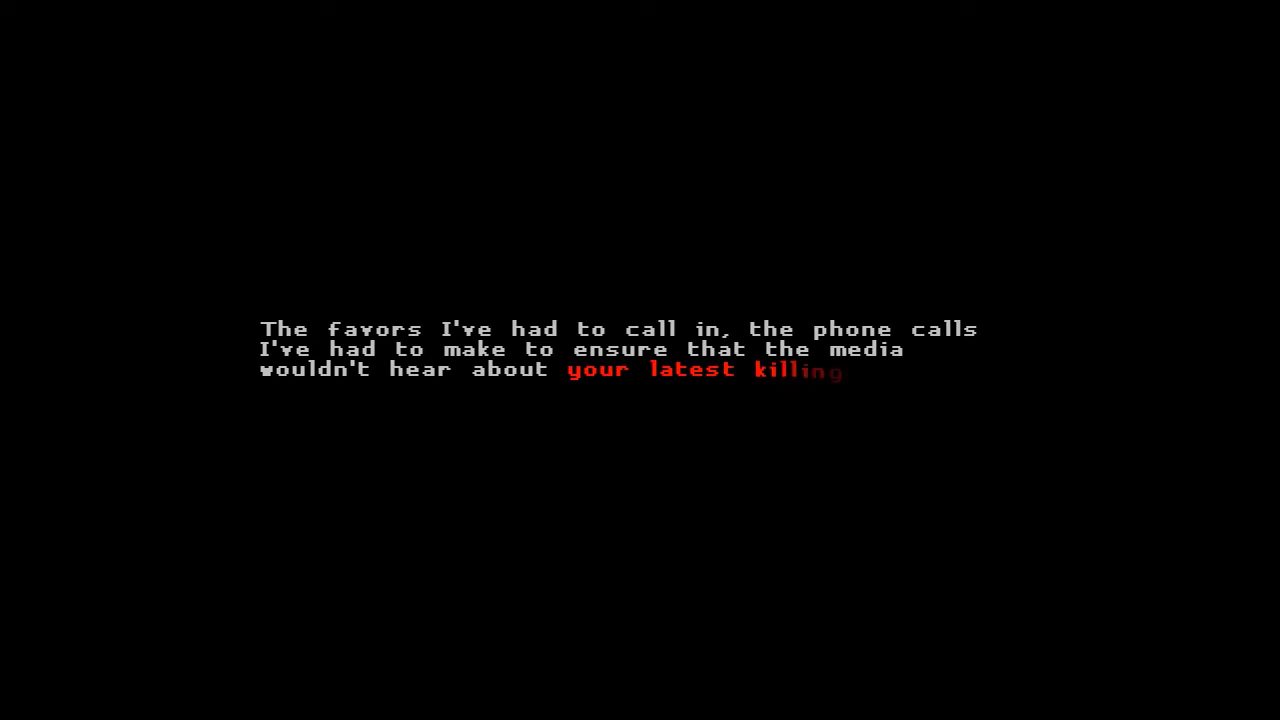 The favors I've had to call in, the phone calls
I've had to make to ensure that the media
wouldn't hear about your latest killing